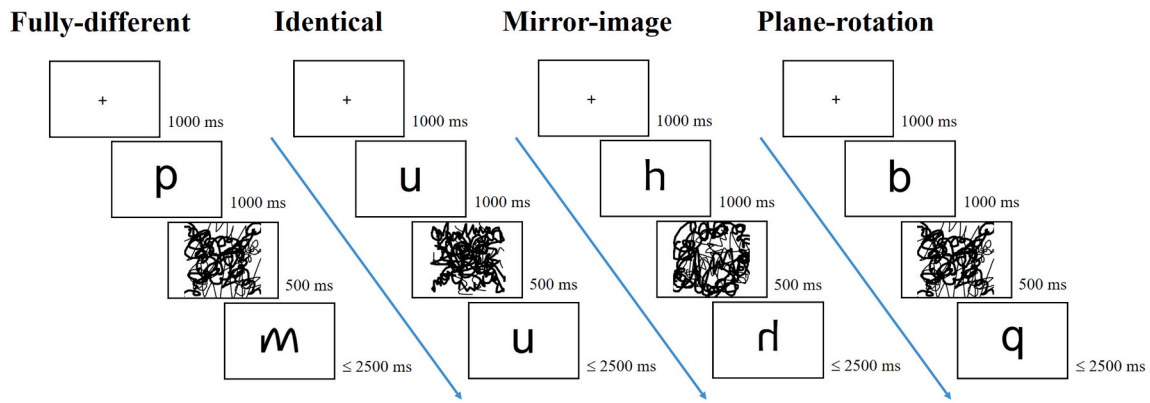 Fully-different Identical Mirror-image Plane-rotation
+ + + +
1000 ms 1000 ms 1000 ms 1000 ms
p u h b
1000 ms 1000 ms 1000 ms 1000 ms
500 ms 500 ms 500 ms 500 ms
m u q
≤ 2500 ms ≤ 2500 ms ≤ 2500 ms ≤ 2500 ms